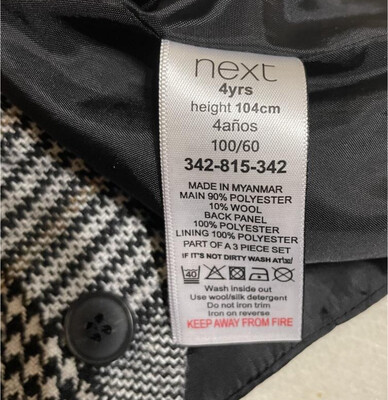 next
4yrs
height 104cm
4años
100/60
342-815-342
MADE IN MYANMAR
MAIN 90% POLYESTER
10% WOOL
BACK PANEL
100% POLYESTER
LINING 100% POLYESTER
PART OF A 3 PIECE SET
IF IT'S NOT DIRTY WASH AT 30°
40
Wash inside out
Use wool/silk detergent
Do not iron trim
Iron on reverse
KEEP AWAY FROM FIRE